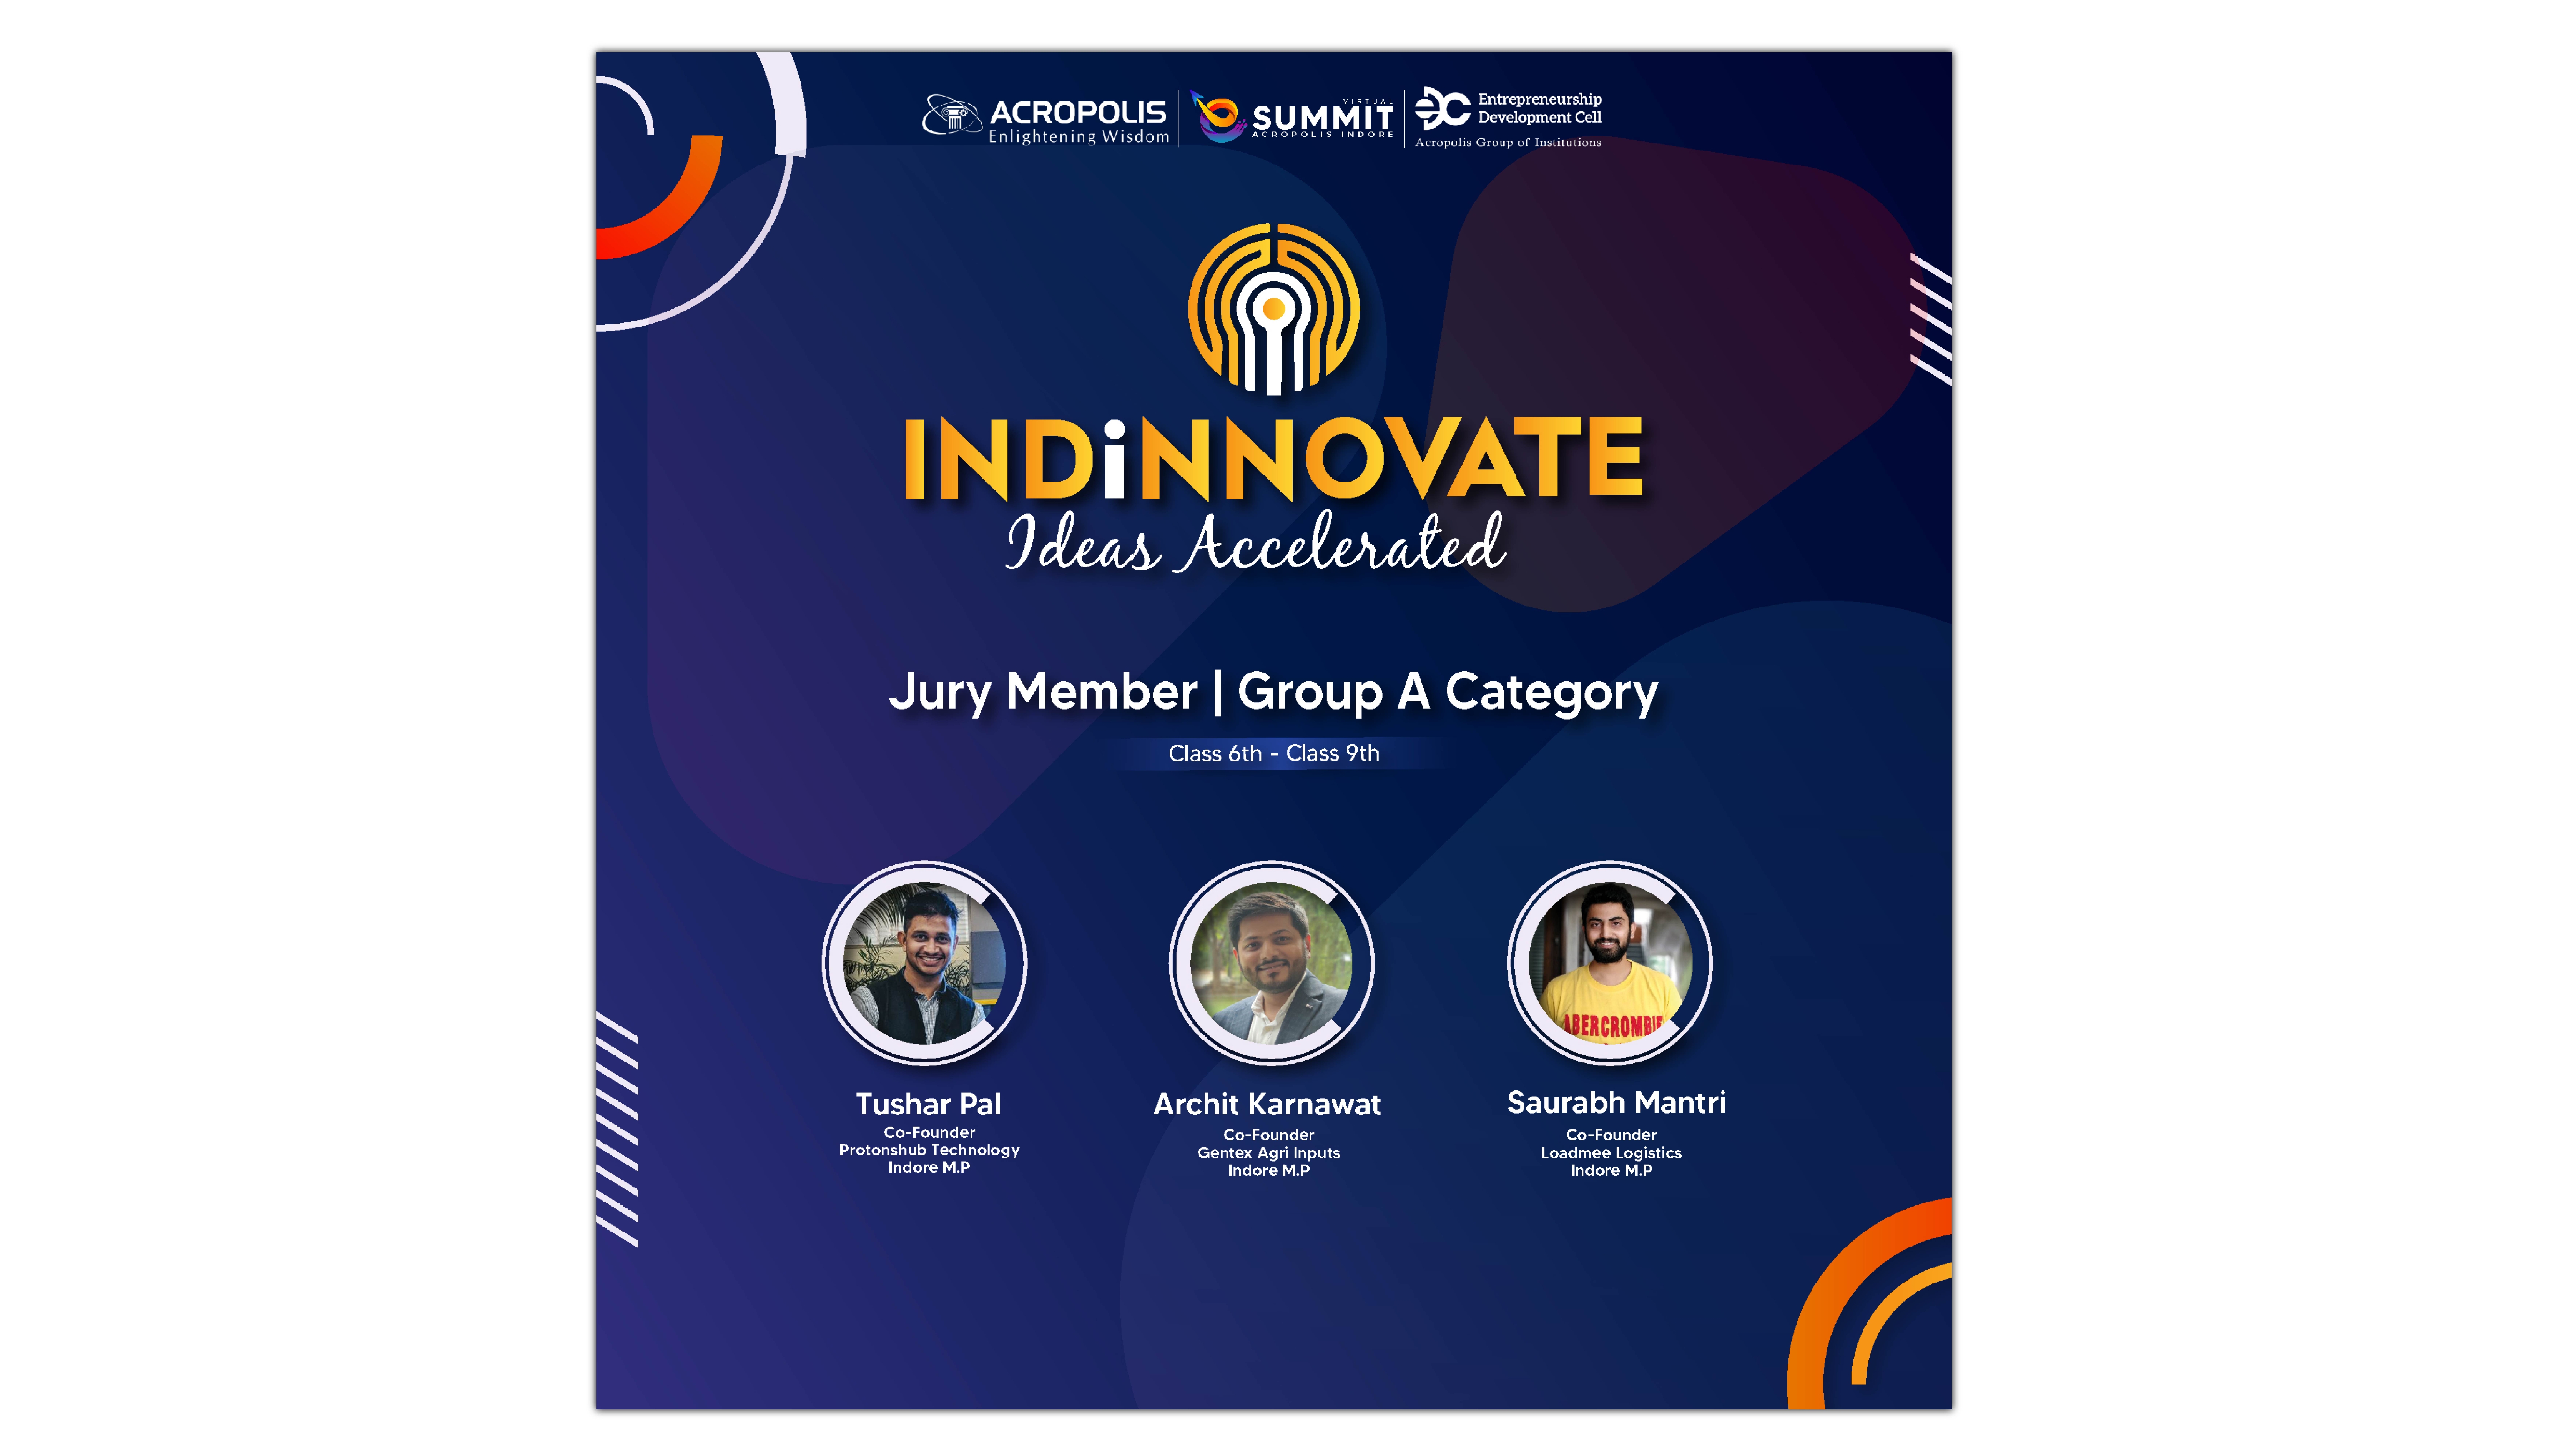 ACROPOLIS
Enlightening Wisdom
VIRTUAL
SUMMIT
ACROPOLIS INDORE
Entrepreneurship
Development Cell
Acropolis Group of Institutions
INDiNNOVATE
Ideas Accelerated
Jury Member | Group A Category
Class 6th - Class 9th
ABERCROMBIE
Tushar Pal
Co-Founder
Protonshub Technology
Indore M.P
Archit Karnawat
Co-Founder
Gentex Agri Inputs
Indore M.P
Saurabh Mantri
Co-Founder
Loadmee Logistics
Indore M.P